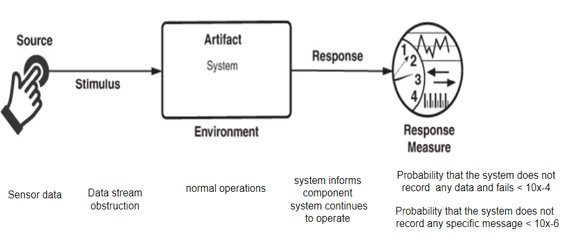 Source
Stimulus
Artifact
System
Environment
Response
1
2
3
4
Response
Measure
Sensor data
Data stream
obstruction
normal operations
system informs
component
system continues
to operate
Probability that the system does not
record any data and fails < 10x-4
Probability that the system does not
record any specific message < 10x-6